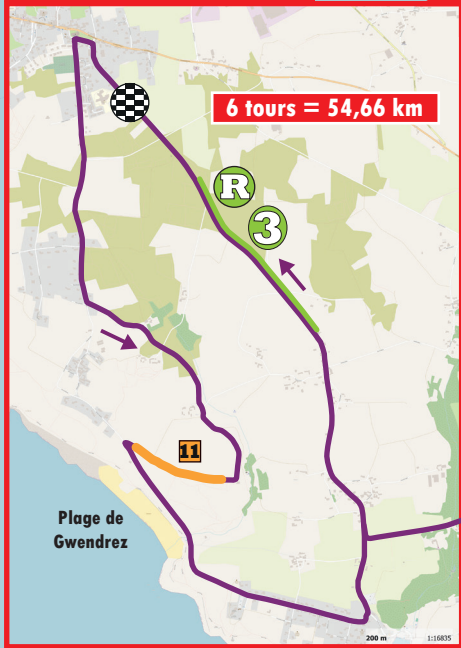 6 tours = 54,66 km
R
3
11
Plage de
Gwendrez
200 m 1:16835